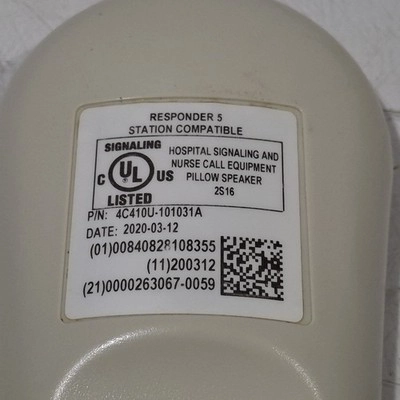 RESPONDER 5
STATION COMPATIBLE
SIGNALING
C UL US
LISTED
HOSPITAL SIGNALING AND
NURSE CALL EQUIPMENT
PILLOW SPEAKER
2S16
P/N: 4C410U-101031A
DATE: 2020-03-12
(01)00840828108355
(11)200312
(21)0000263067-0059